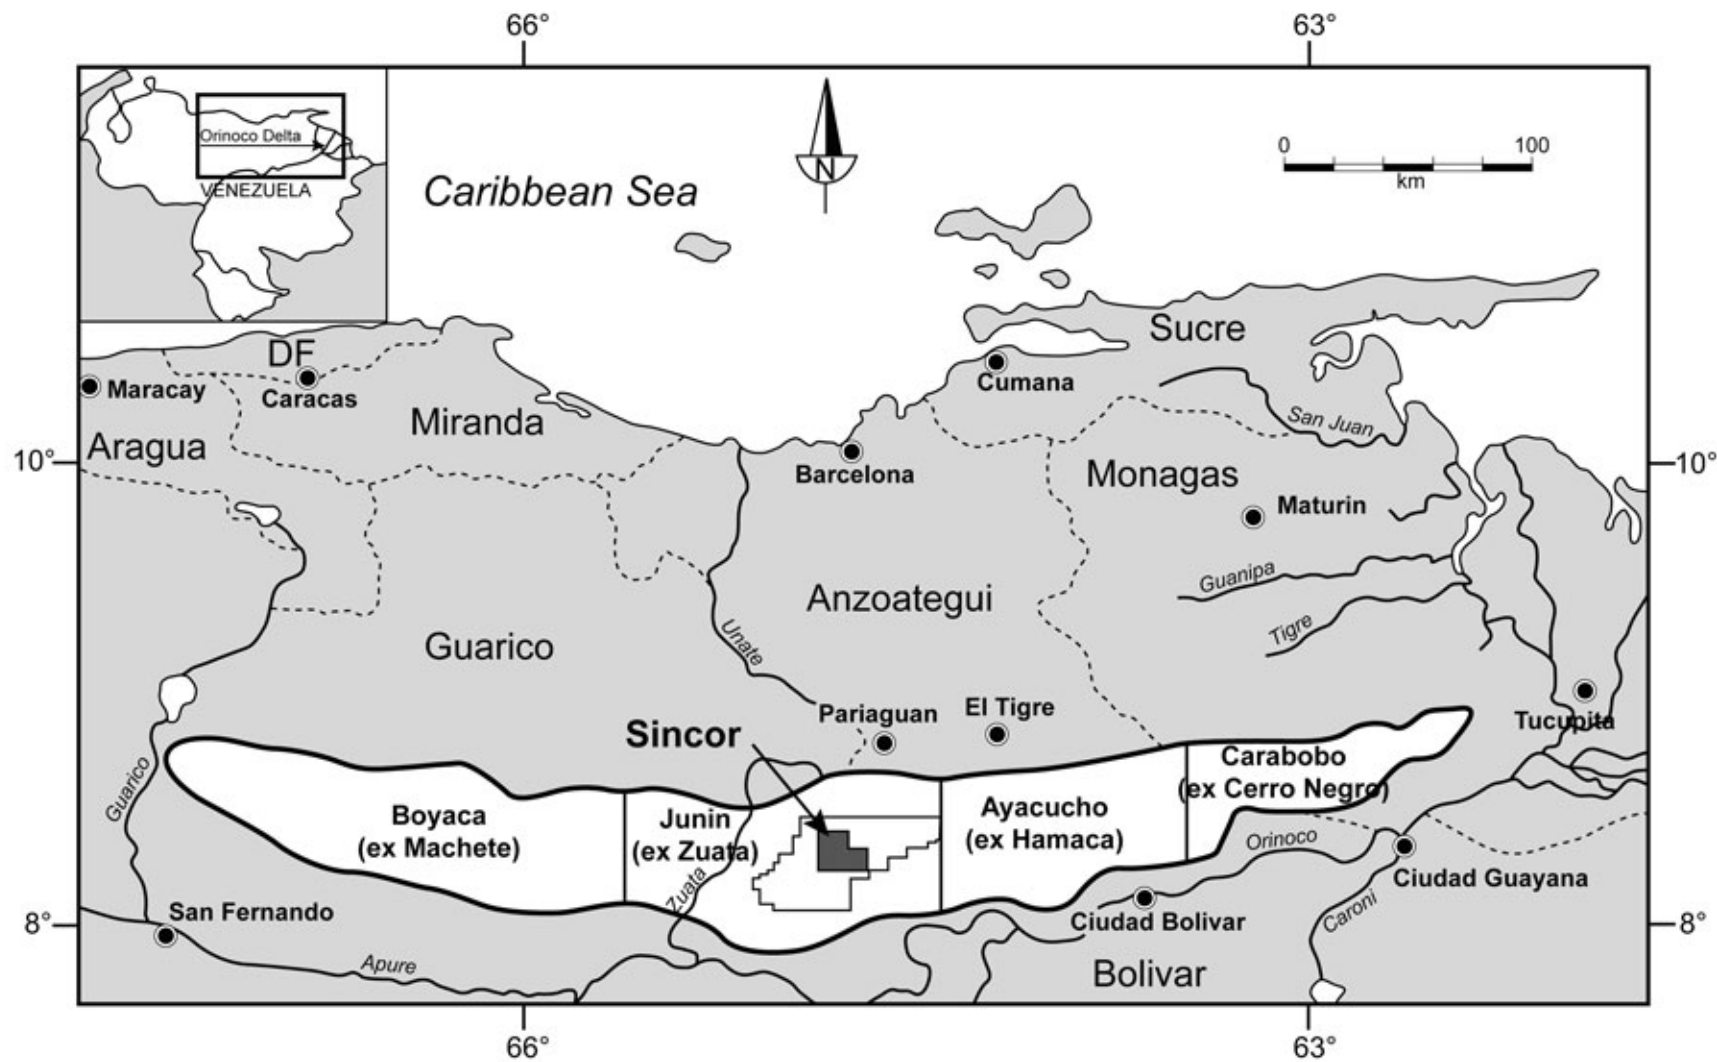 66°
63°
Orinoco Delta
VENEZUELA
Caribbean Sea
N
0
100
km
Sucre
DF
Cumana
Maracay
Caracas
Miranda
San Juan
Aragua
10°
Barcelona
Monagas
10°
Maturin
Guanipa
Anzoategui
Tigre
Guarico
Unate
Pariaguan
El Tigre
Tucupita
Sincor
Carabobo
(ex Cerro Negro)
Guarico
Boyaca
(ex Machete)
Junin
(ex Zuata)
Ayacucho
(ex Hamaca)
Orinoco
Zuata
Ciudad Guayana
San Fernando
Ciudad Bolivar
Caroni
8°
8°
Apure
Bolivar
66°
63°